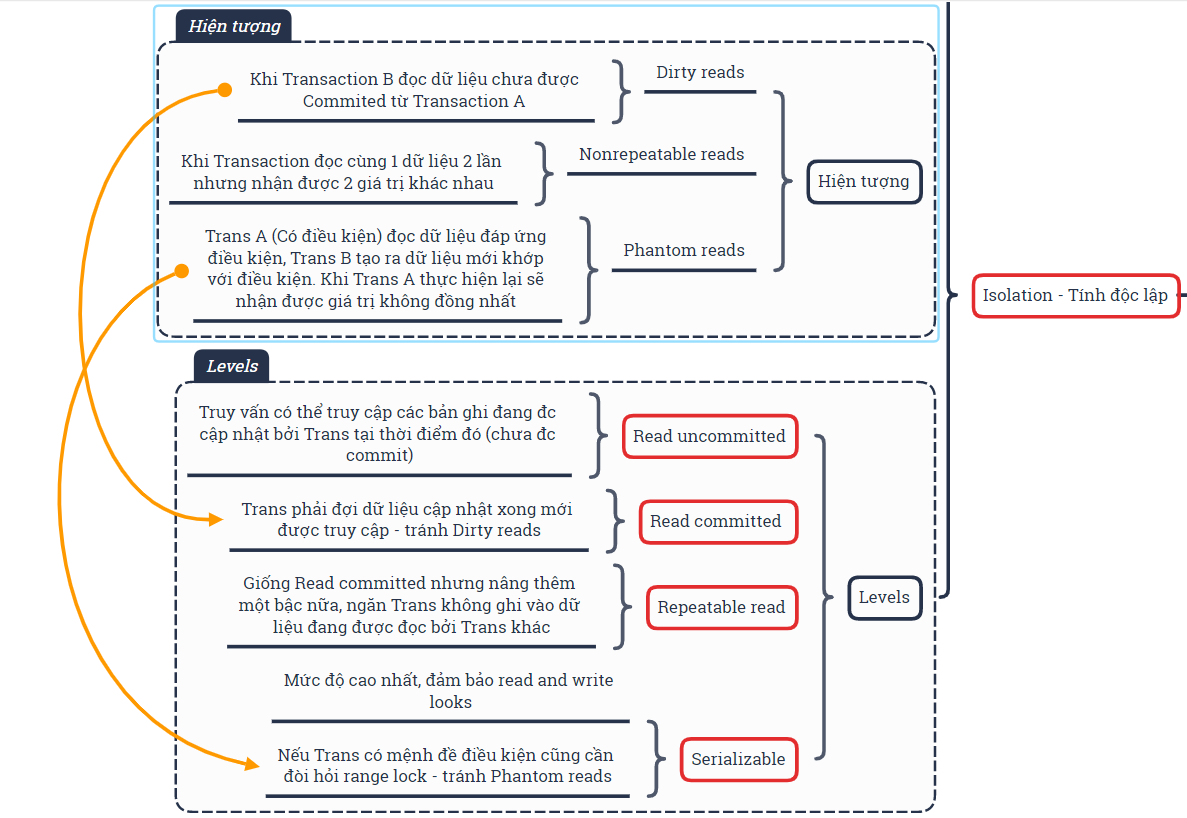 Hiện tượng
Khi Transaction B đọc dữ liệu chưa được
Commited từ Transaction A
Dirty reads
Khi Transaction đọc cùng 1 dữ liệu 2 lần
nhưng nhận được 2 giá trị khác nhau
Nonrepeatable reads
Trans A (Có điều kiện) đọc dữ liệu đáp ứng
điều kiện, Trans B tạo ra dữ liệu mới khớp
với điều kiện. Khi Trans A thực hiện lại sẽ
nhận được giá trị không đồng nhất
Phantom reads
Hiện tượng
Isolation - Tính độc lập
Levels
Truy vấn có thể truy cập các bản ghi đang đc
cập nhật bởi Trans tại thời điểm đó (chưa đc
commit)
Read uncommitted
Trans phải đợi dữ liệu cập nhật xong mới
được truy cập - tránh Dirty reads
Read committed
Giống Read committed nhưng nâng thêm
một bậc nữa, ngăn Trans không ghi vào dữ
liệu đang được đọc bởi Trans khác
Repeatable read
Levels
Mức độ cao nhất, đảm bảo read and write
looks
Nếu Trans có mệnh đề điều kiện cũng cần
đòi hỏi range lock - tránh Phantom reads
Serializable